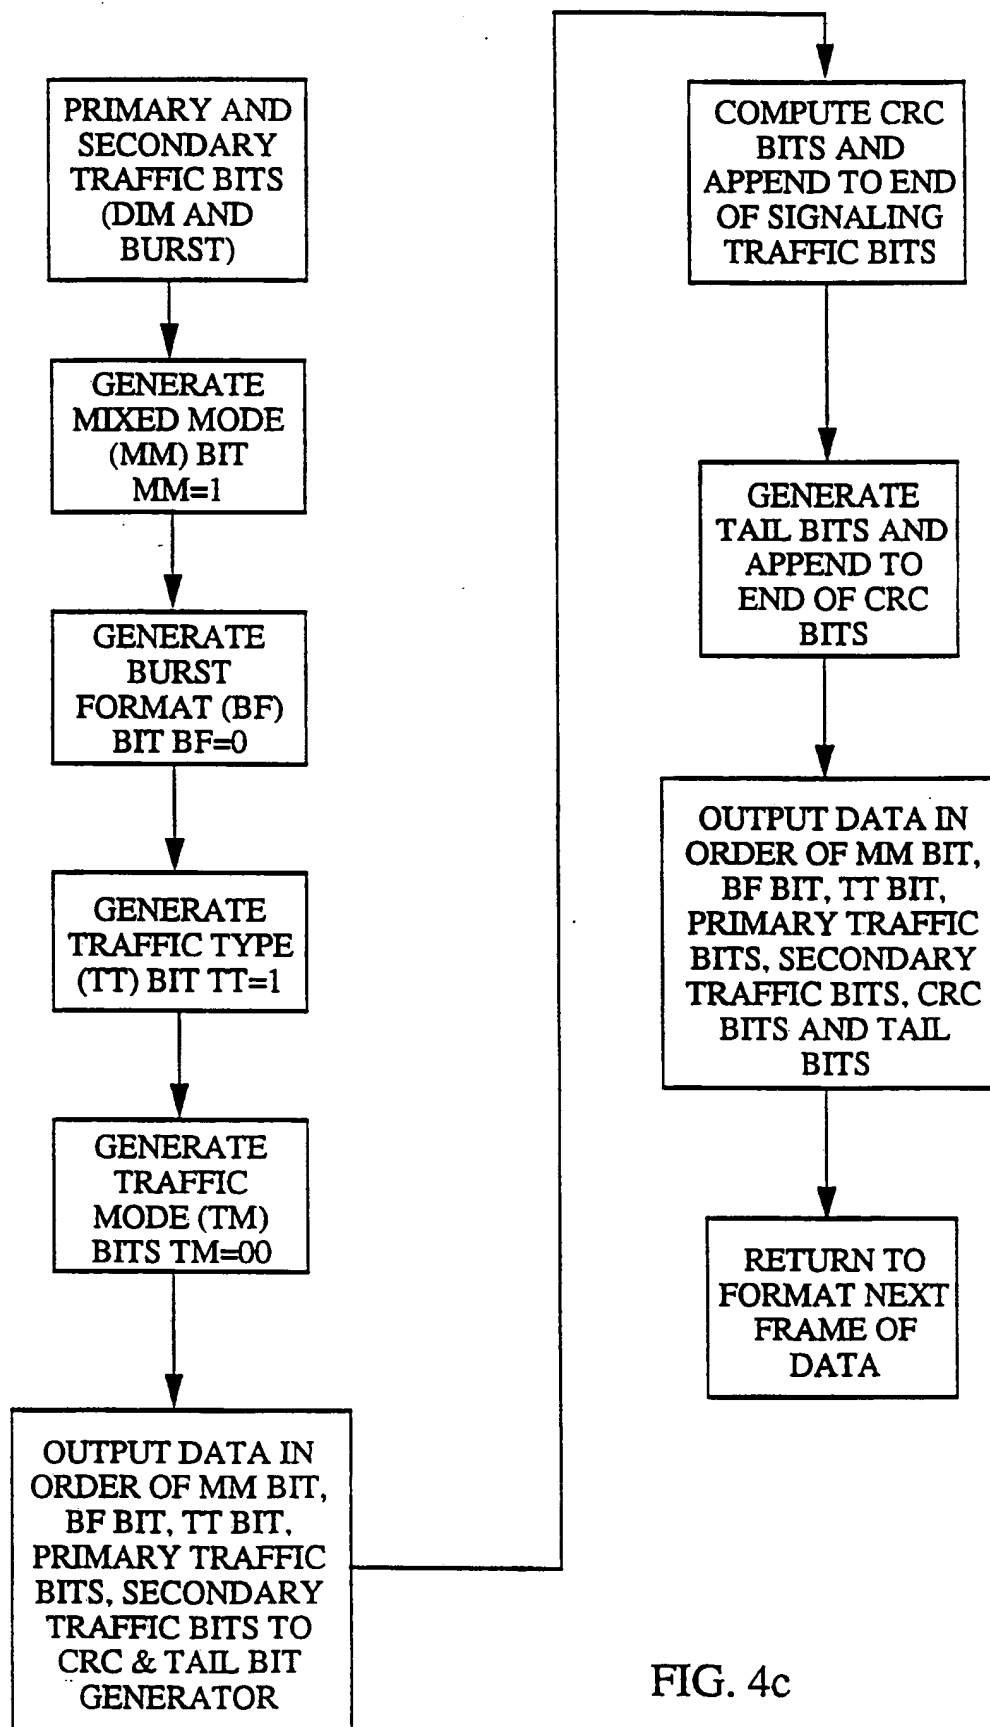 PRIMARY AND
SECONDARY
TRAFFIC BITS
(DIM AND
BURST)
GENERATE
MIXED MODE
(MM) BIT
MM=1
GENERATE
BURST
FORMAT (BF)
BIT BF=0
GENERATE
TRAFFIC TYPE
(TT) BIT TT=1
GENERATE
TRAFFIC
MODE (TM)
BITS TM=00
OUTPUT DATA IN
ORDER OF MM BIT,
BF BIT, TT BIT,
PRIMARY TRAFFIC
BITS, SECONDARY
TRAFFIC BITS TO
CRC & TAIL BIT
GENERATOR
COMPUTE CRC
BITS AND
APPEND TO END
OF SIGNALING
TRAFFIC BITS
GENERATE
TAIL BITS AND
APPEND TO
END OF CRC
BITS
OUTPUT DATA IN
ORDER OF MM BIT,
BF BIT, TT BIT,
PRIMARY TRAFFIC
BITS, SECONDARY
TRAFFIC BITS, CRC
BITS AND TAIL
BITS
RETURN TO
FORMAT NEXT
FRAME OF
DATA
FIG. 4c